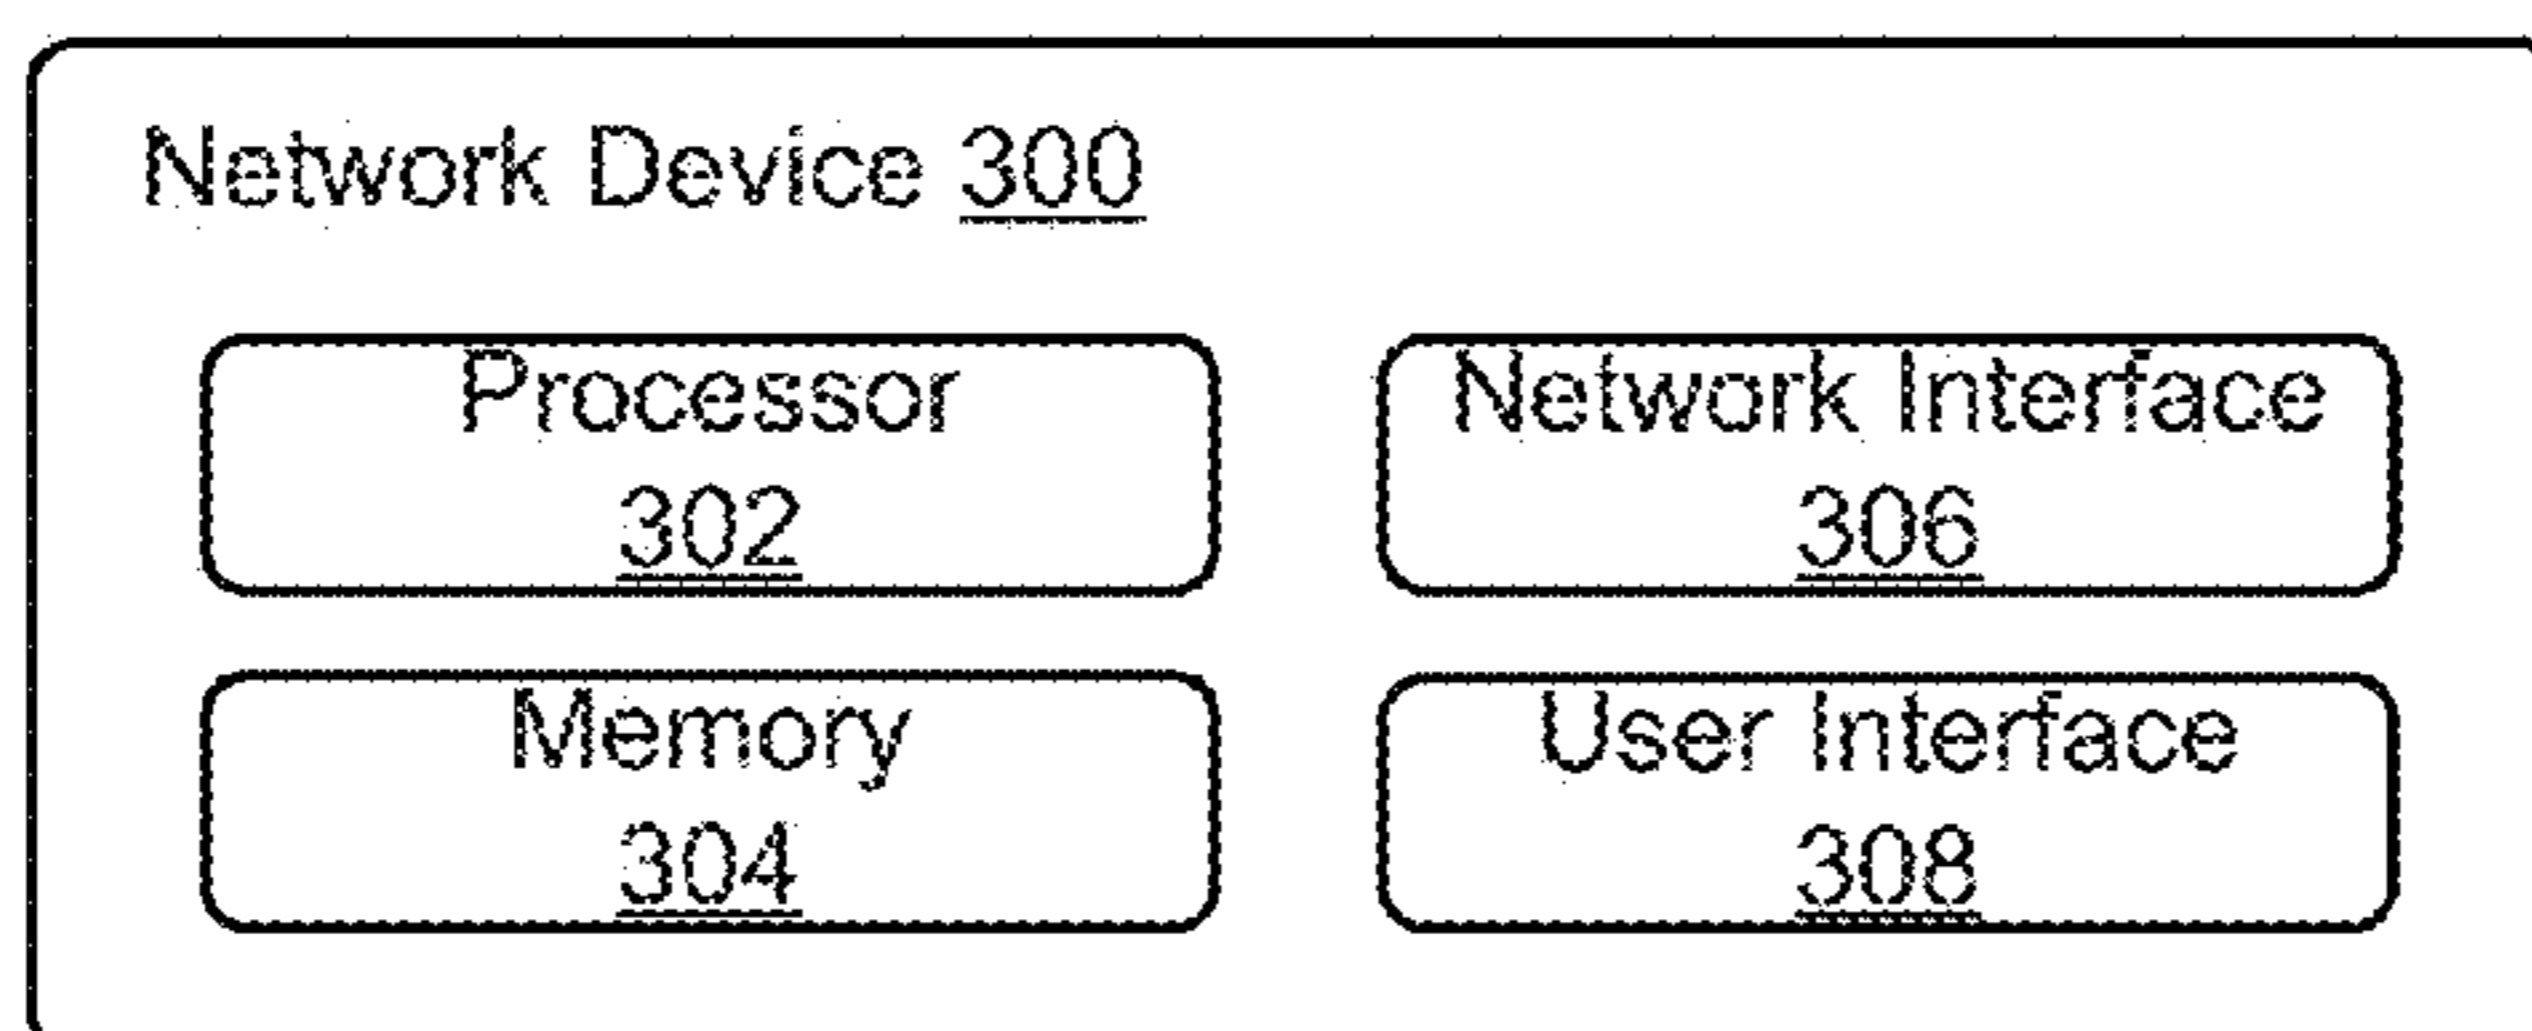 Network Device 300
Processor
302
Network Interface
306
Memory
304
User Interface
308